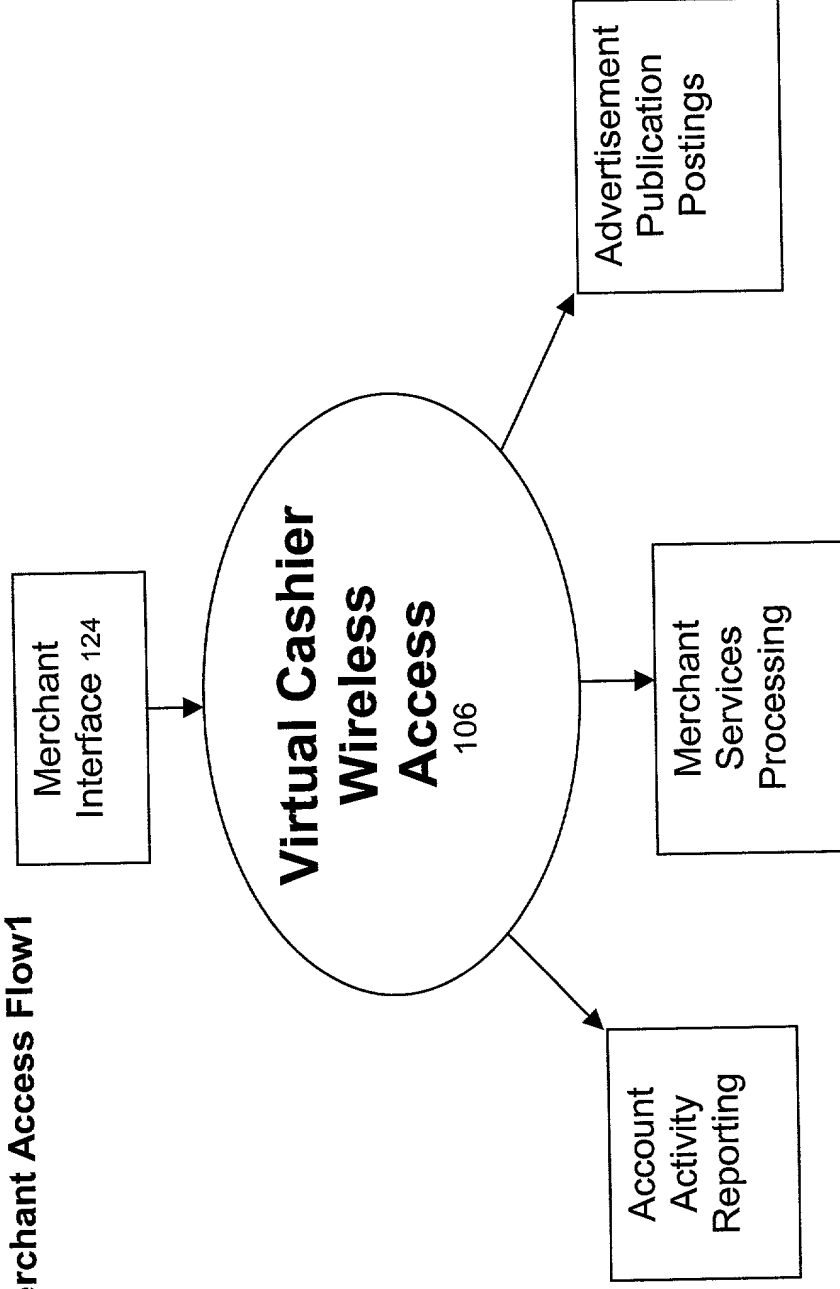 erchant Access Flow1
Merchant
Interface 124
Virtual Cashier
Wireless
Access
106
Account
Activity
Reporting
Merchant
Services
Processing
Advertisement
Publication
Postings